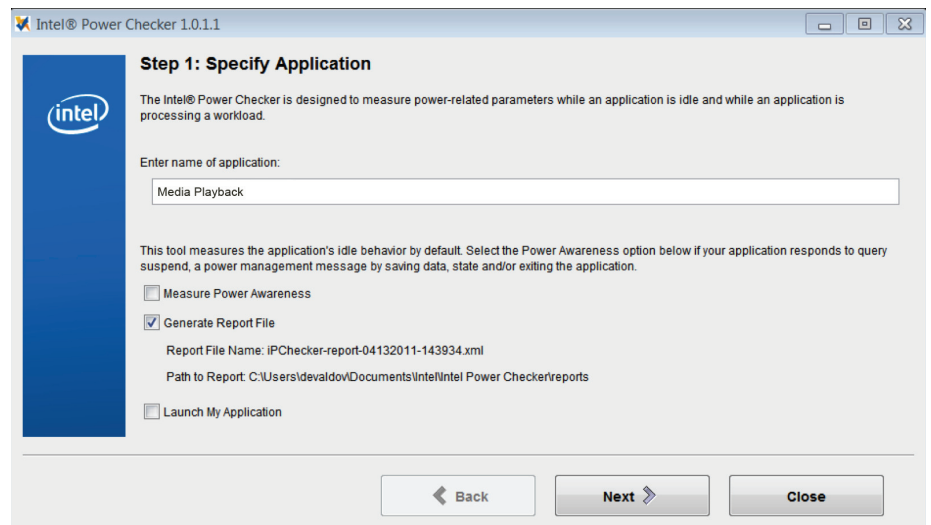 Intel® Power Checker 1.0.1.1
Step 1: Specify Application
The Intel® Power Checker is designed to measure power-related parameters while an application is idle and while an application is
processing a workload.
(intel)
Enter name of application:
Media Playback
This tool measures the application's idle behavior by default. Select the Power Awareness option below if your application responds to query
suspend, a power management message by saving data, state and/or exiting the application.
Measure Power Awareness
Generate Report File
Report File Name: iPChecker-report-04132011-143934.xml
Path to Report: C:\Users\devaldov\Documents\Intel\Intel Power Checker\reports
Launch My Application
Back
Next
Close